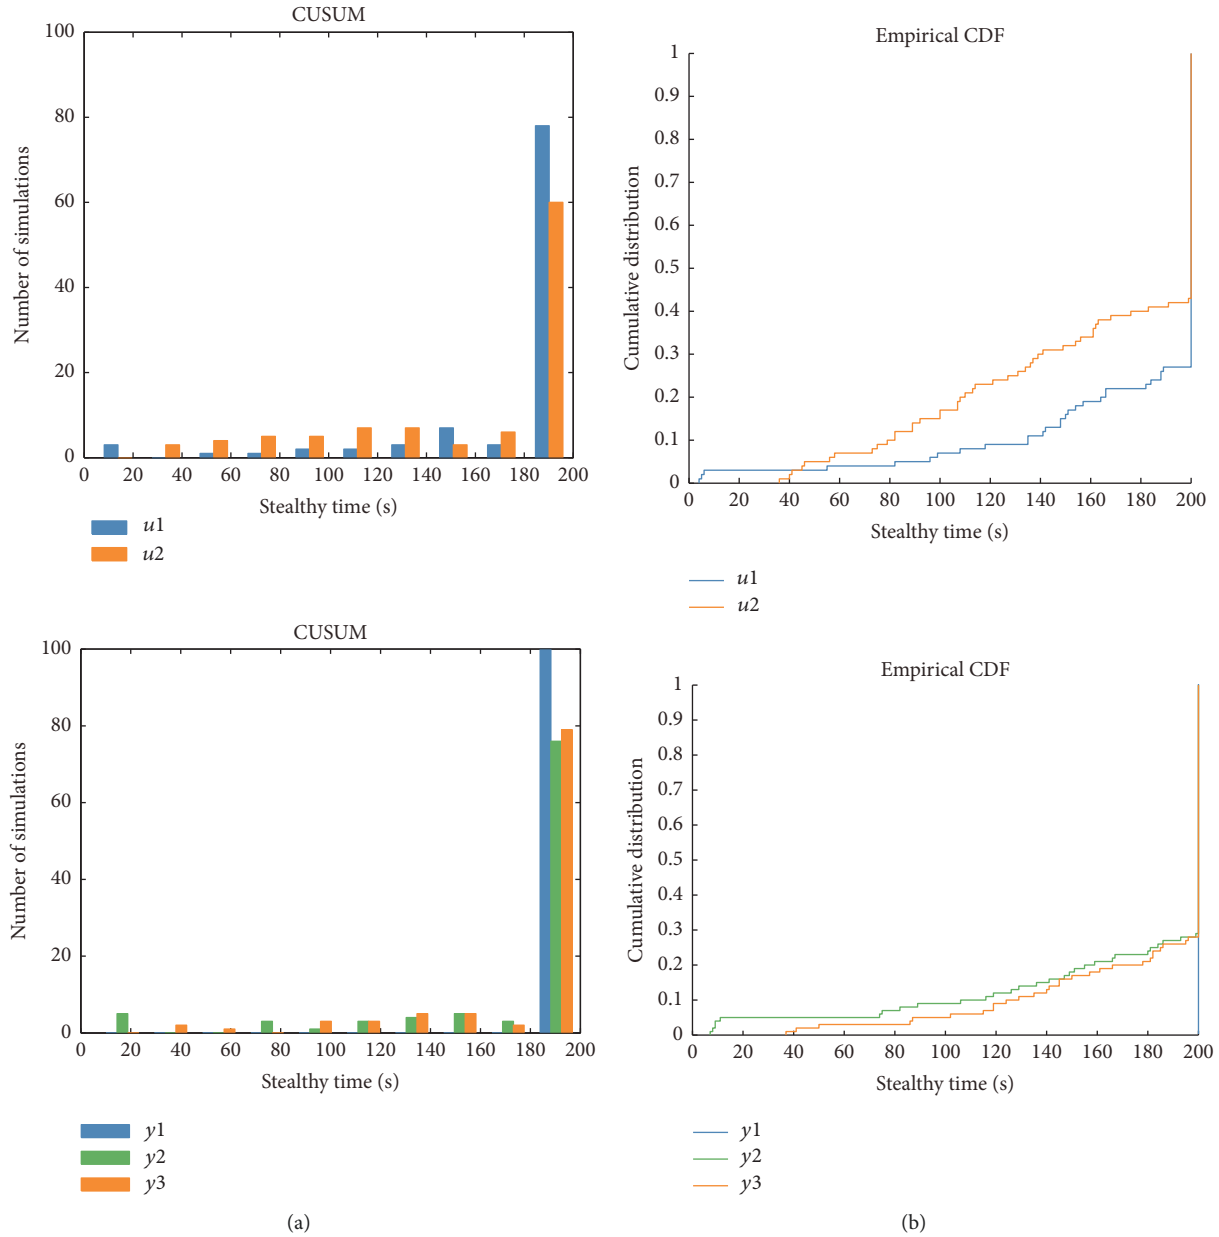 CUSUM
100
80
60
40
20
0
Number of simulations
0 20 40 60 80 100 120 140 160 180 200
Stealthy time (s)
u1
u2
Empirical CDF
1
0.9
0.8
0.7
0.6
0.5
0.4
0.3
0.2
0.1
0
Cumulative distribution
0 20 40 60 80 100 120 140 160 180 200
Stealthy time (s)
u1
u2
CUSUM
100
80
60
40
20
0
Number of simulations
0 20 40 60 80 100 120 140 160 180 200
Stealthy time (s)
y1
y2
y3
(a)
Empirical CDF
1
0.9
0.8
0.7
0.6
0.5
0.4
0.3
0.2
0.1
0
Cumulative distribution
0 20 40 60 80 100 120 140 160 180 200
Stealthy time (s)
y1
y2
y3
(b)